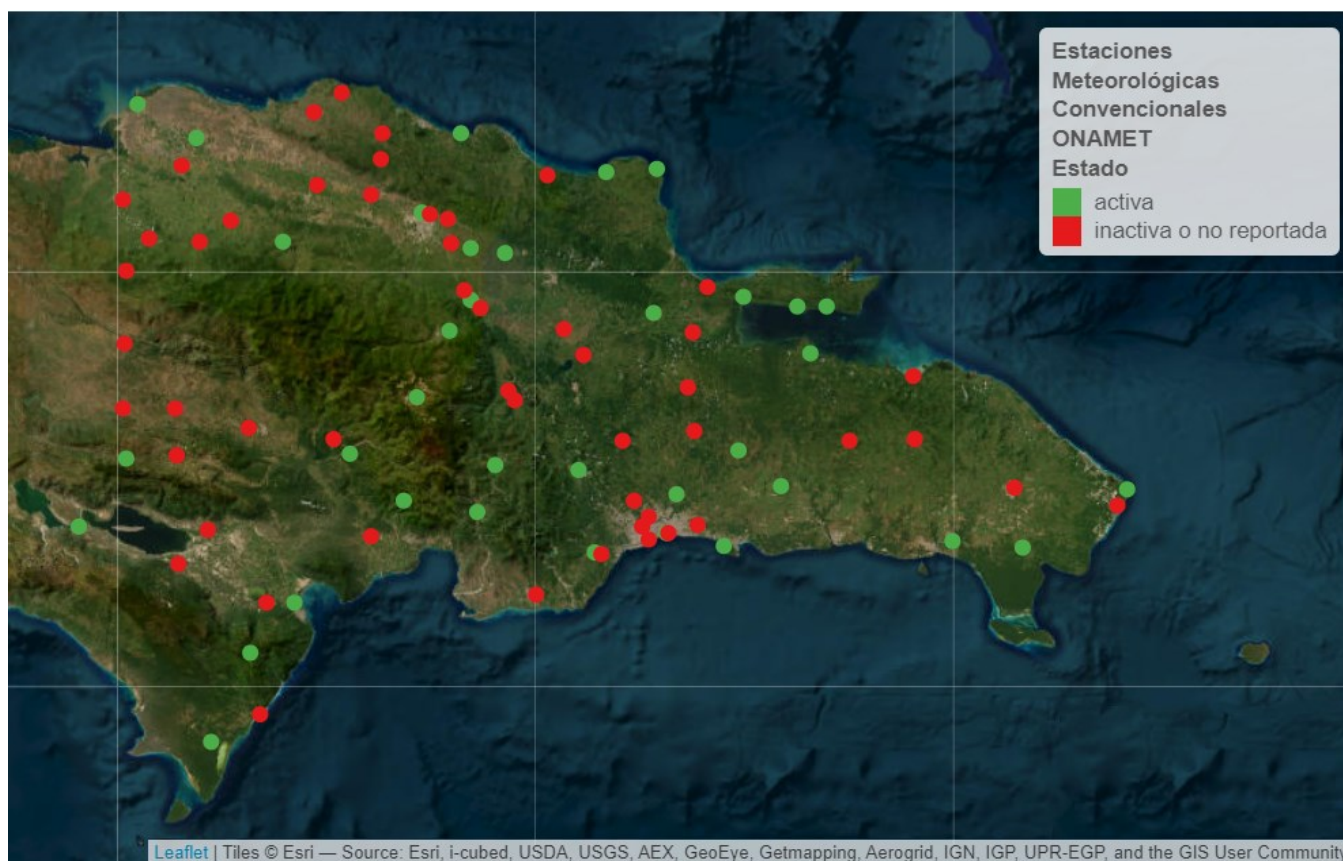 Estaciones
Meteorológicas
Convencionales
ONAMET
Estado
activa
inactiva o no reportada
Leaflet | Tiles © Esri — Source: Esri, i-cubed, USDA, USGS, AEX, GeoEye, Getmapping, Aerogrid, IGN, IGP, UPR-EGP, and the GIS User Communi